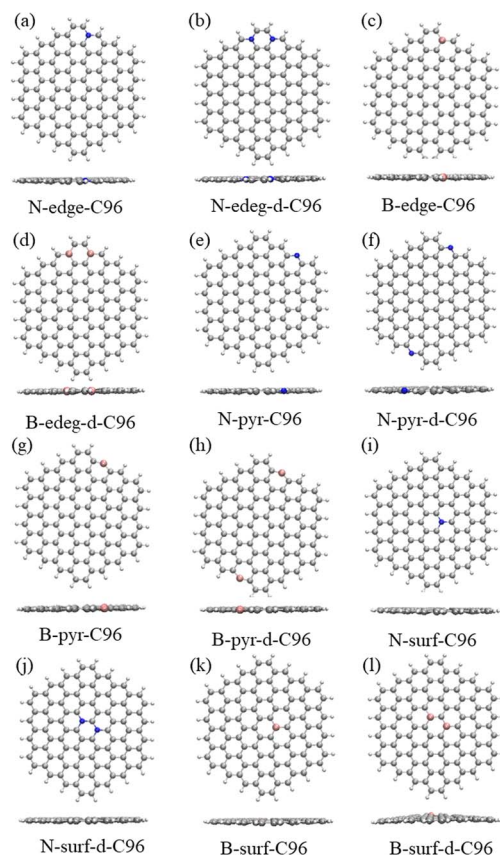 (a) (b) (c)
N-edge-C96 N-edeg-d-C96 B-edge-C96
(d) (e) (f)
B-edeg-d-C96 N-pyr-C96 N-pyr-d-C96
(g) (h) (i)
B-pyr-C96 B-pyr-d-C96 N-surf-C96
(j) (k) (l)
N-surf-d-C96 B-surf-C96 B-surf-d-C96